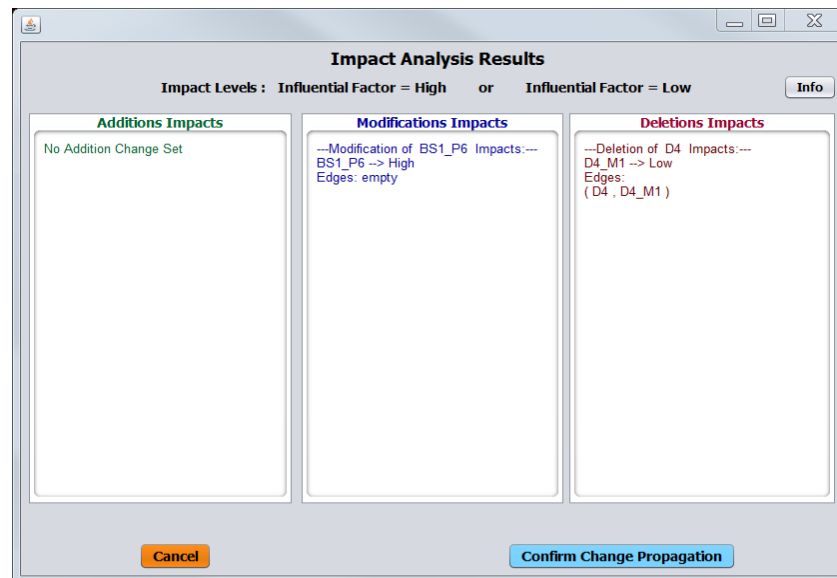 Impact Analysis Results
Impact Levels :   Influential Factor = High   or   Influential Factor = Low
Info
Additions Impacts
No Addition Change Set
Modifications Impacts
---Modification of BS1_P6 Impacts:---
BS1_P6 --> High
Edges: empty
Deletions Impacts
---Deletion of D4 Impacts:---
D4_M1 --> Low
Edges:
( D4 , D4_M1 )
Cancel
Confirm Change Propagation